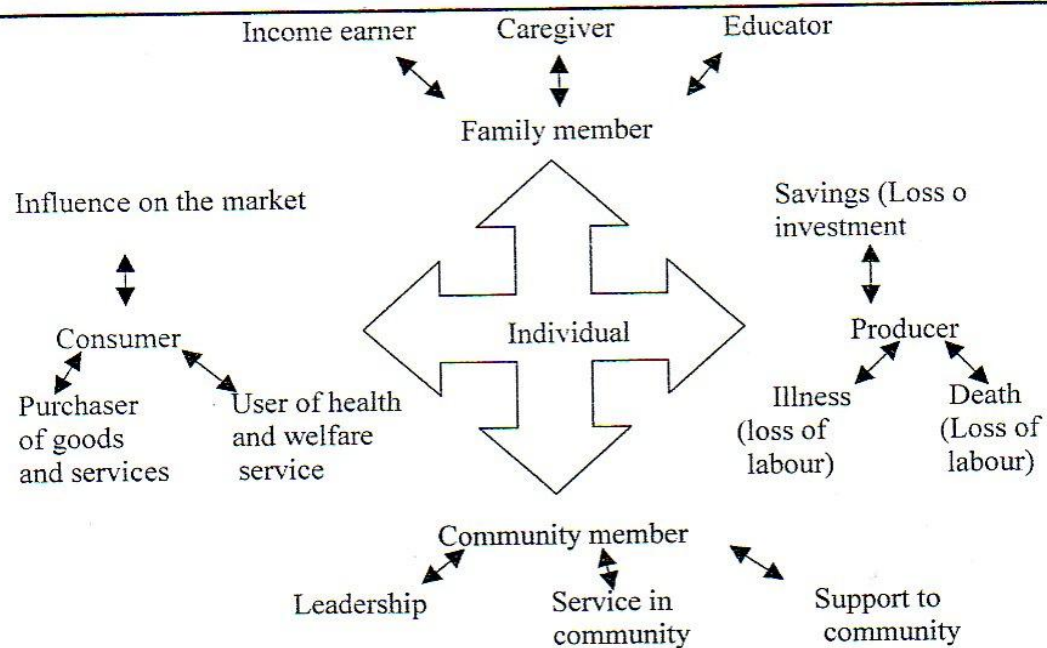 Income earner
Caregiver
Educator
Family member
Influence on the market
Savings (Loss o
investment
Individual
Consumer
Producer
Purchaser
of goods
and services
User of health
and welfare
service
Illness
(loss of
labour)
Death
(Loss of
labour)
Community member
Leadership
Service in
community
Support to
community